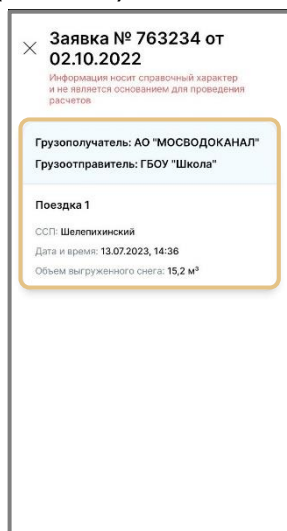 Заявка № 763234 от
02.10.2022
Информация носит справочный характер
и не является основанием для проведения
расчетов
Грузополучатель: АО "МОСВОДОКАНАЛ"
Грузоотправитель: ГБОУ "Школа"
Поездка 1
ССП: Шелепихинский
Дата и время: 13.07.2023, 14:36
Объем выгруженного снега: 15,2 м³